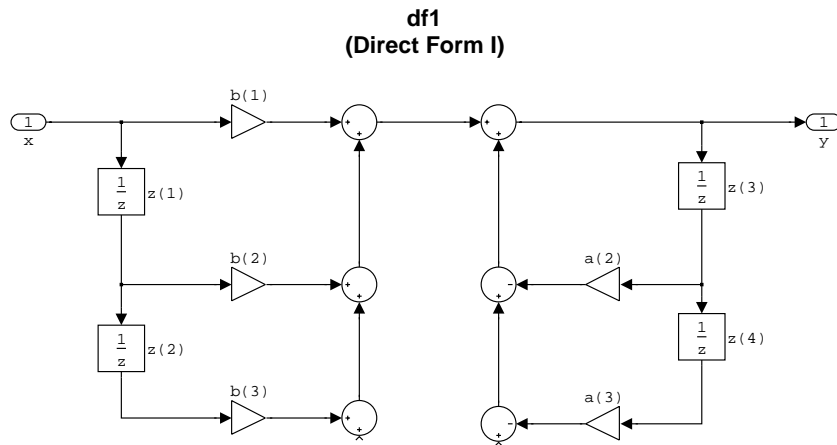 df1
(Direct Form I)
b(1)
1
x
+
+
+
+
1
y
1
z
z(1)
1
z
z(3)
b(2)
a(2)
+
+
-
+
1
z
z(2)
1
z
z(4)
b(3)
a(3)
+
+
-
+